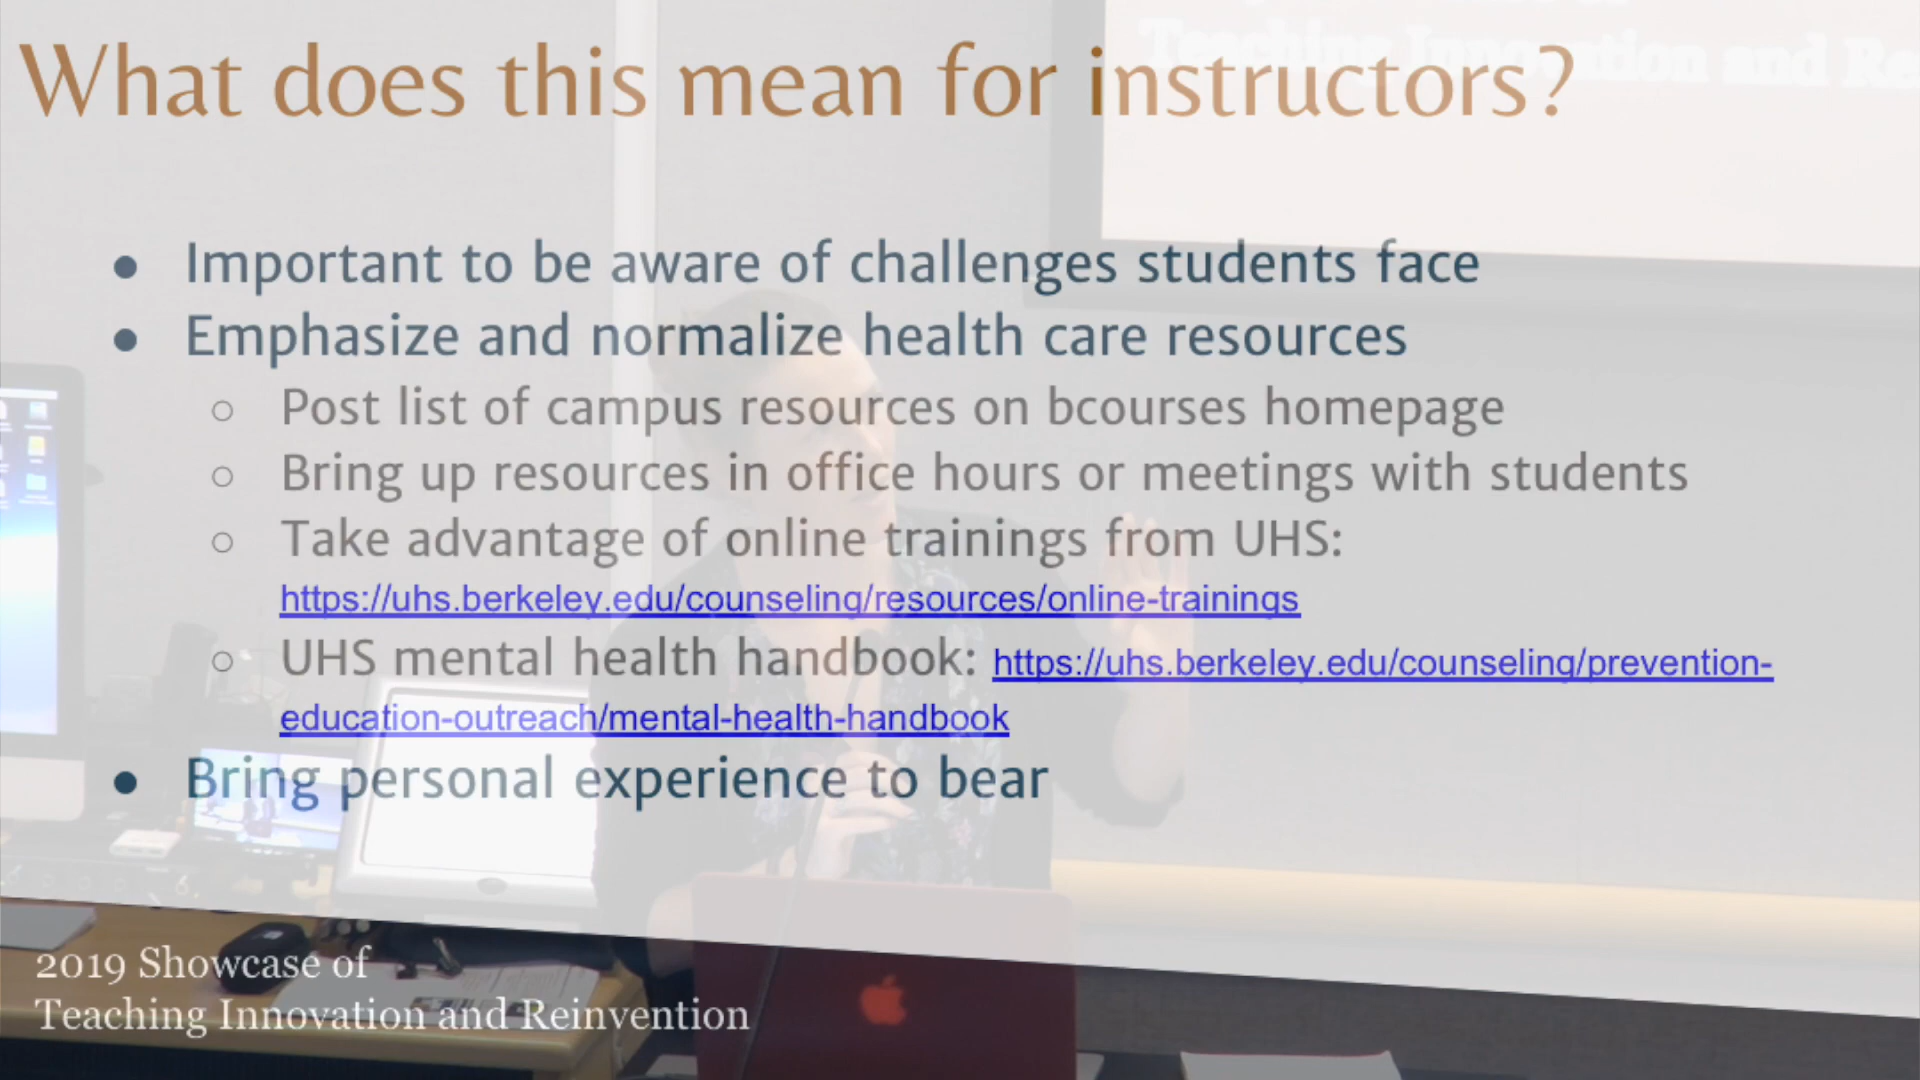 What does this mean for instructors?
Teaching Innovation and Re
● Important to be aware of challenges students face
● Emphasize and normalize health care resources
○ Post list of campus resources on bcourses homepage
○ Bring up resources in office hours or meetings with students
○ Take advantage of online trainings from UHS:
https://uhs.berkeley.edu/counseling/resources/online-trainings
○ UHS mental health handbook: https://uhs.berkeley.edu/counseling/prevention-
education-outreach/mental-health-handbook
● Bring personal experience to bear
2019 Showcase of
Teaching Innovation and Reinvention